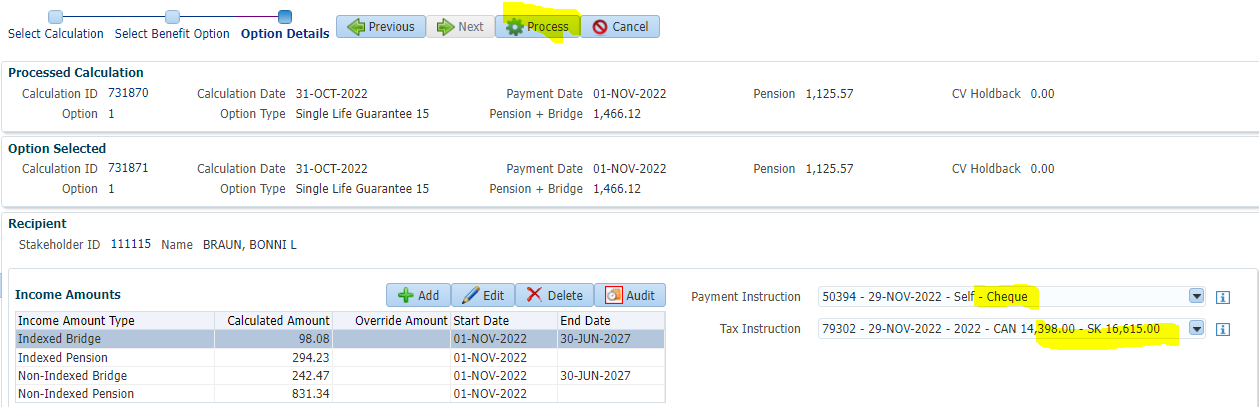 Select Calculation Select Benefit Option Option Details Previous Next Process Cancel
Processed Calculation
Calculation ID 731870 Calculation Date 31-OCT-2022 Payment Date 01-NOV-2022 Pension 1,125.57 CV Holdback 0.00
Option 1 Option Type Single Life Guarantee 15 Pension + Bridge 1,466.12
Option Selected
Calculation ID 731871 Calculation Date 31-OCT-2022 Payment Date 01-NOV-2022 Pension 1,125.57 CV Holdback 0.00
Option 1 Option Type Single Life Guarantee 15 Pension + Bridge 1,466.12
Recipient
Stakeholder ID 111115 Name BRAUN, BONNI L
Income Amounts Add Edit Delete Audit
Income Amount Type Calculated Amount Override Amount Start Date End Date
Indexed Bridge 98.08 01-NOV-2022 30-JUN-2027
Indexed Pension 294.23 01-NOV-2022
Non-Indexed Bridge 242.47 01-NOV-2022 30-JUN-2027
Non-Indexed Pension 831.34 01-NOV-2022
Payment Instruction 50394 - 29-NOV-2022 - Self - Cheque
Tax Instruction 79302 - 29-NOV-2022 - 2022 - CAN 14,398.00 - SK 16,615.00